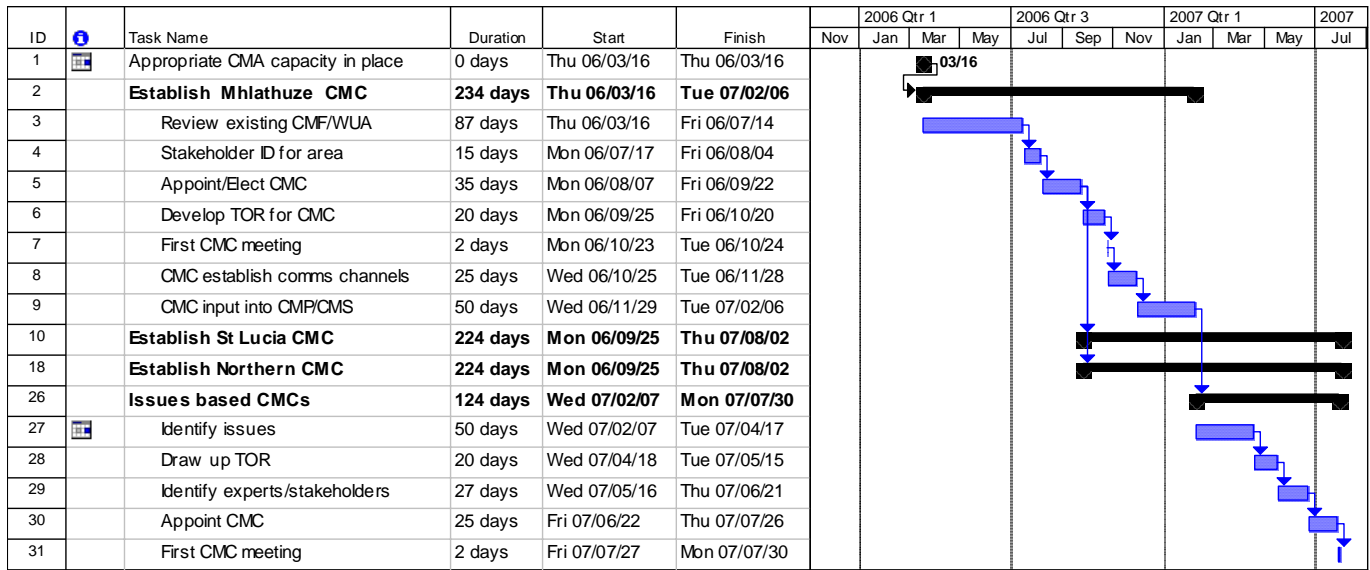 2006 Qtr 1 2006 Qtr 3 2007 Qtr 1 2007
ID Task Name Duration Start Finish Nov Jan Mar May Jul Sep Nov Jan Mar May Jul
1 Appropriate CMA capacity in place 0 days Thu 06/03/16 Thu 06/03/16 03/16
2 Establish Mhlathuze CMC 234 days Thu 06/03/16 Tue 07/02/06
3 Review existing CMF/WUA 87 days Thu 06/03/16 Fri 06/07/14
4 Stakeholder ID for area 15 days Mon 06/07/17 Fri 06/08/04
5 Appoint/Elect CMC 35 days Mon 06/08/07 Fri 06/09/22
6 Develop TOR for CMC 20 days Mon 06/09/25 Fri 06/10/20
7 First CMC meeting 2 days Mon 06/10/23 Tue 06/10/24
8 CMC establish comms channels 25 days Wed 06/10/25 Tue 06/11/28
9 CMC input into CMP/CMS 50 days Wed 06/11/29 Tue 07/02/06
10 Establish St Lucia CMC 224 days Mon 06/09/25 Thu 07/08/02
18 Establish Northern CMC 224 days Mon 06/09/25 Thu 07/08/02
26 Issues based CMCs 124 days Wed 07/02/07 Mon 07/07/30
27 Identify issues 50 days Wed 07/02/07 Tue 07/04/17
28 Draw up TOR 20 days Wed 07/04/18 Tue 07/05/15
29 Identify experts/stakeholders 27 days Wed 07/05/16 Thu 07/06/21
30 Appoint CMC 25 days Fri 07/06/22 Thu 07/07/26
31 First CMC meeting 2 days Fri 07/07/27 Mon 07/07/30